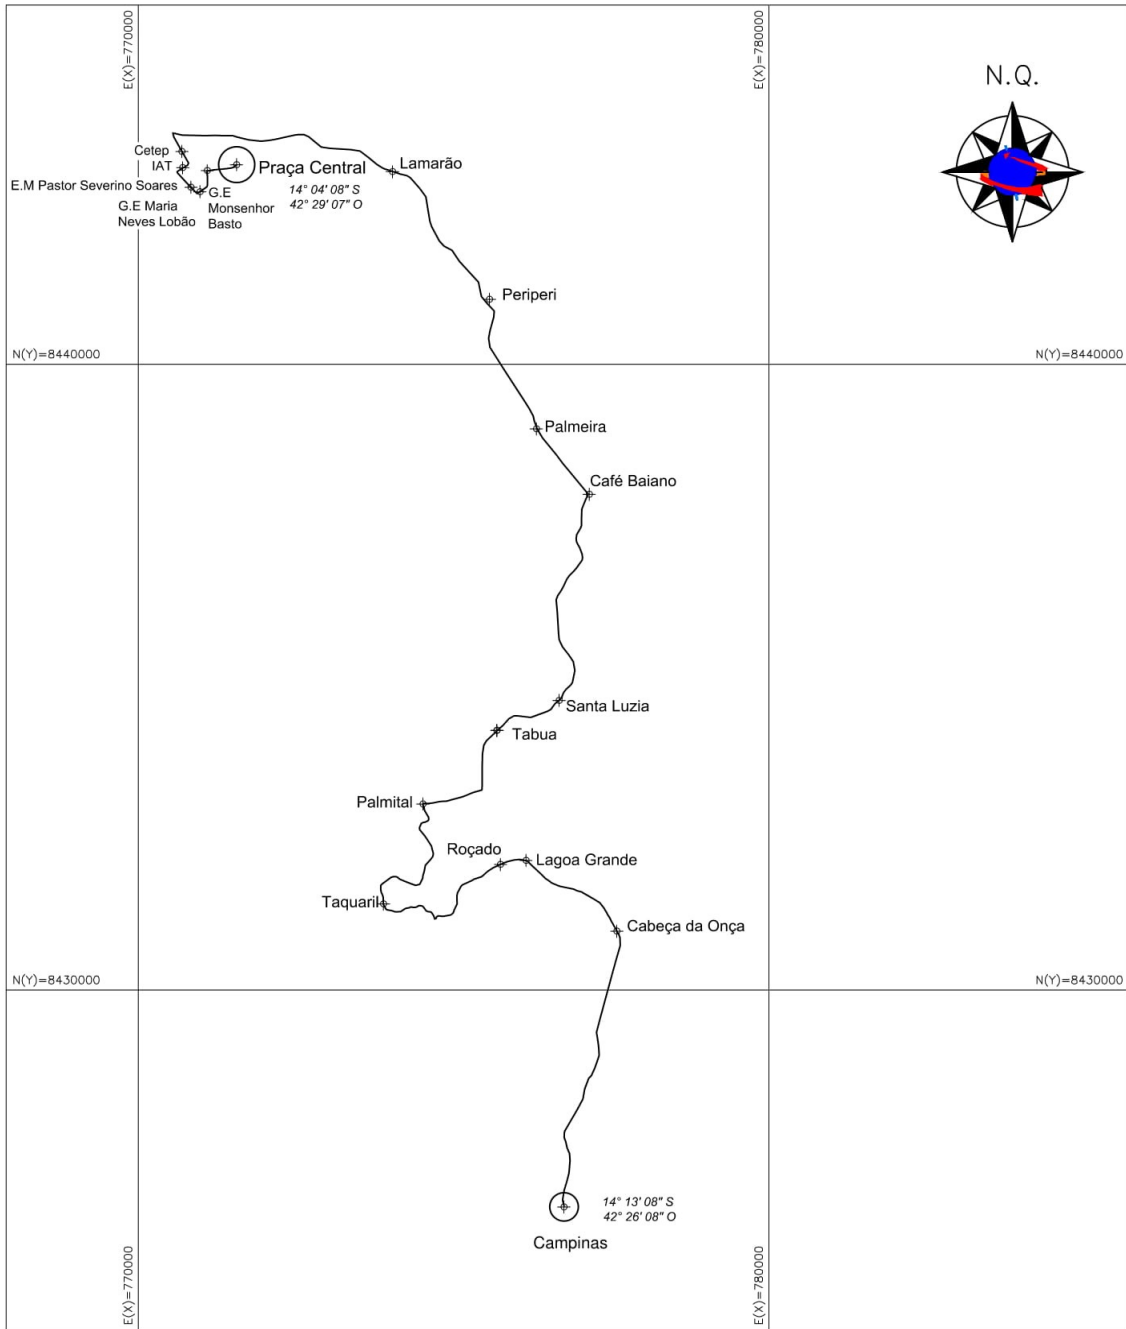 E(X)=770000
E(X)=780000
N.Q.
Cetep
IAT
E.M Pastor Severino Soares
G.E Maria
Neves Lobão
G.E
Monsenhor
Basto
Praça Central
14° 04' 08" S
42° 29' 07" O
Lamarão
Periperi
N(Y)=8440000
N(Y)=8440000
Palmeira
Café Baiano
Santa Luzia
Tabua
Palmital
Roçado
Lagoa Grande
Taquaril
Cabeça da Onça
N(Y)=8430000
N(Y)=8430000
14° 13' 08" S
42° 26' 08" O
Campinas
E(X)=770000
E(X)=780000